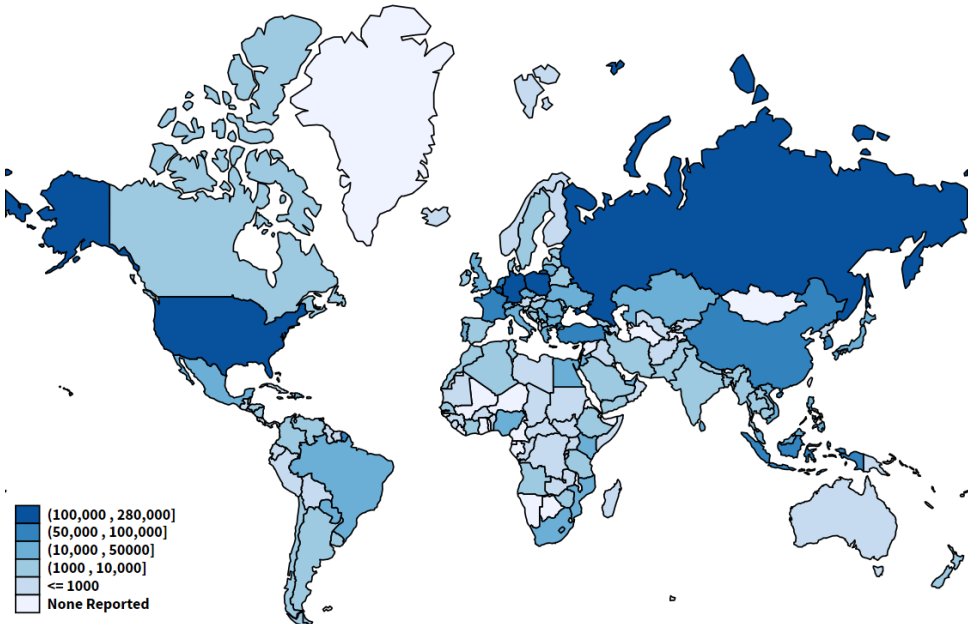 (100,000 , 280,000]
(50,000 , 100,000]
(10,000 , 50000]
(1000 , 10,000]
<= 1000
None Reported